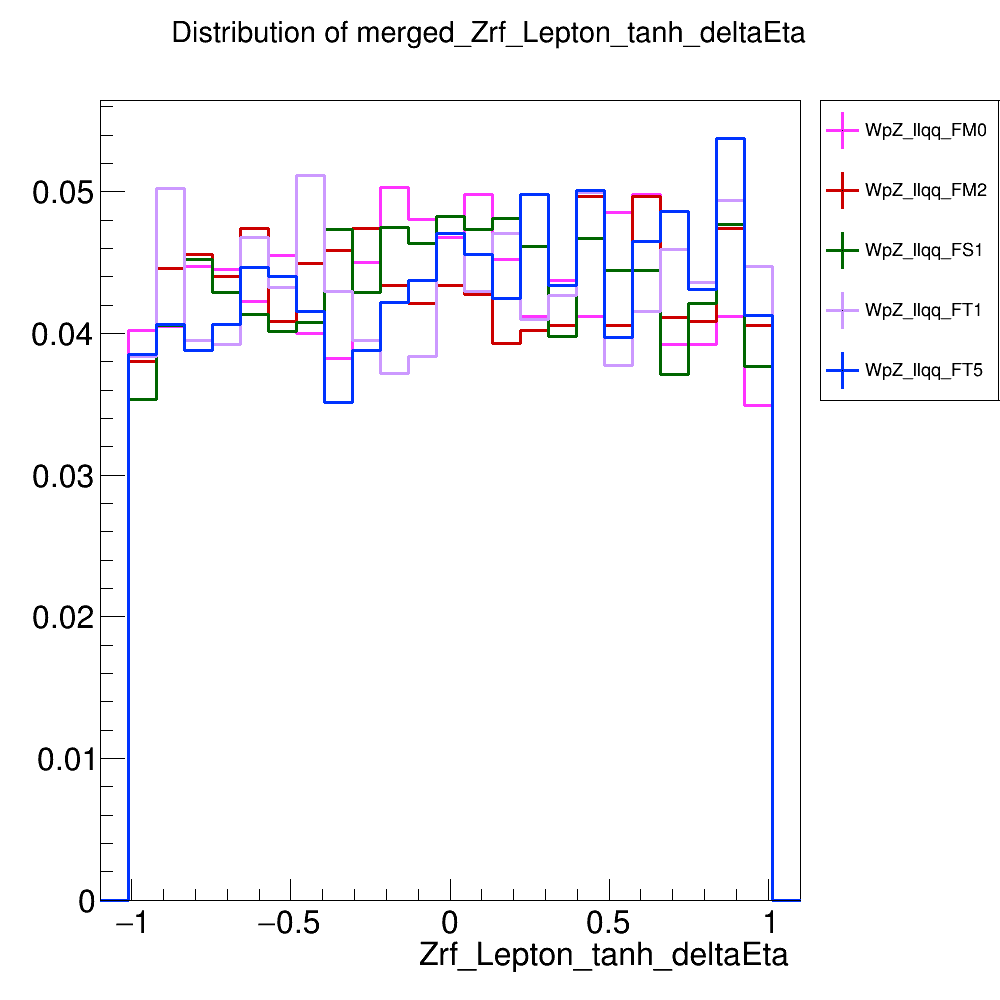 Distribution of merged_Zrf_Lepton_tanh_deltaEta
WpZ_llqq_FM0
WpZ_llqq_FM2
WpZ_llqq_FS1
WpZ_llqq_FT1
WpZ_llqq_FT5
0.05
0.04
0.03
0.02
0.01
0
−1
−0.5
0
0.5
1
Zrf_Lepton_tanh_deltaEta